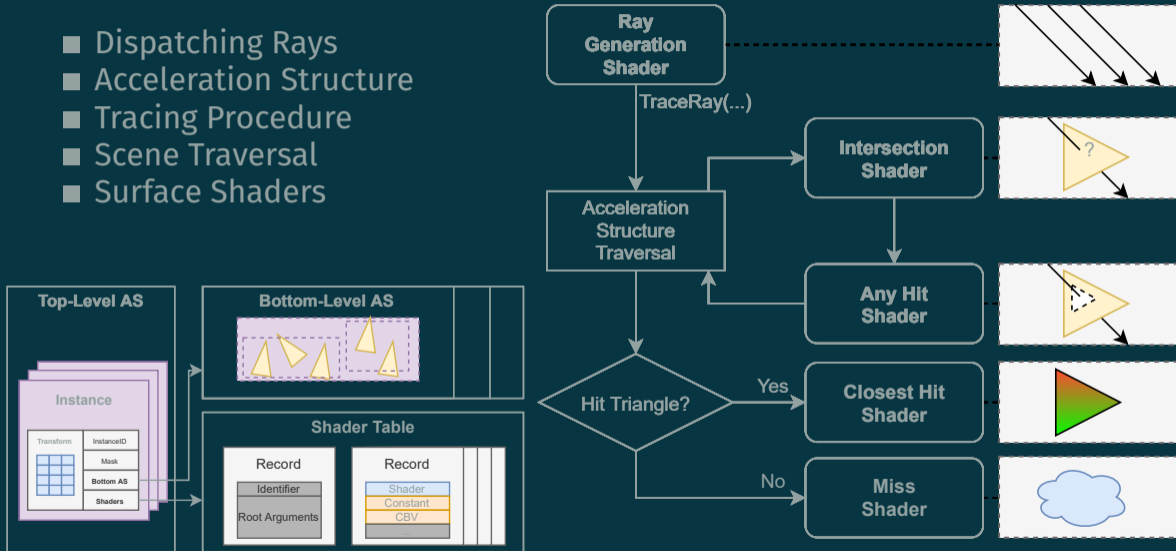 Dispatching Rays
Acceleration Structure
Tracing Procedure
Scene Traversal
Surface Shaders
Ray
Generation
Shader
TraceRay(...)
Intersection
Shader
?
Acceleration
Structure
Traversal
Any Hit
Shader
Hit Triangle?
Yes
Closest Hit
Shader
No
Miss
Shader
Top-Level AS
Instance
Transform
InstanceID
Mask
Bottom AS
Shaders
Bottom-Level AS
Shader Table
Record
Identifier
Root Arguments
Record
Shader
Constant
CBV